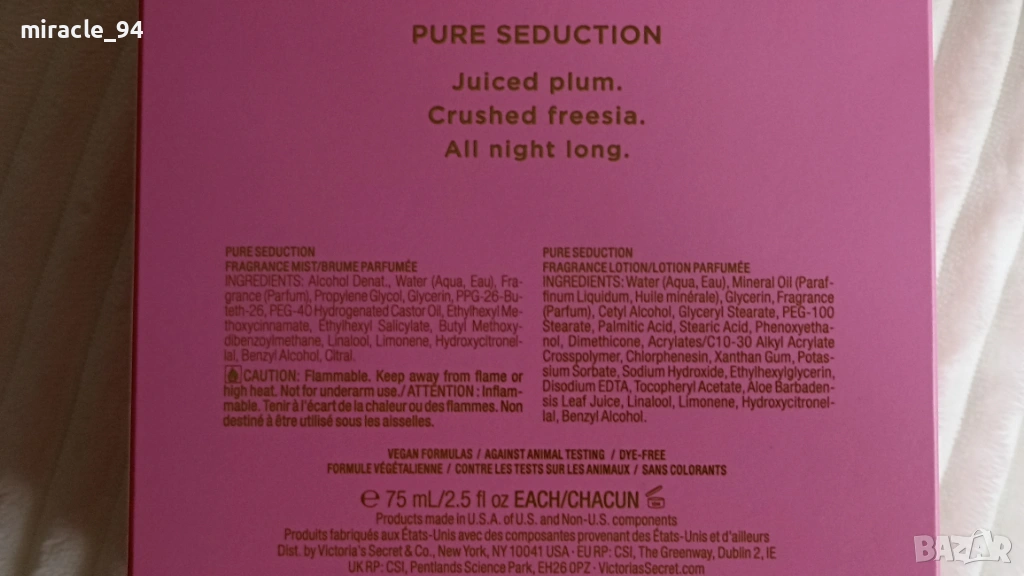 miracle_94
PURE SEDUCTION
Juiced plum.
Crushed freesia.
All night long.
PURE SEDUCTION
FRAGRANCE MIST/BRUME PARFUMÉE
INGREDIENTS: Alcohol Denat., Water (Aqua, Eau), Fra-
grance (Parfum), Propylene Glycol, Glycerin, PPG-26-Bu-
teth-26, PEG-40 Hydrogenated Castor Oil, Ethylhexyl Me-
thoxycinnamate, Ethylhexyl Salicylate, Butyl Methoxy-
dibenzoylmethane, Linalool, Limonene, Hydroxycitronel-
lal, Benzyl Alcohol, Citral.
CAUTION: Flammable. Keep away from flame or
high heat. Not for underarm use./ ATTENTION : Inflam-
mable. Tenir à l'écart de la chaleur ou des flammes. Non
destiné à être utilisé sous les aisselles.
PURE SEDUCTION
FRAGRANCE LOTION/LOTION PARFUMÉE
INGREDIENTS: Water (Aqua, Eau), Mineral Oil (Paraf-
finum Liquidum, Huile minérale), Glycerin, Fragrance
(Parfum), Cetyl Alcohol, Glyceryl Stearate, PEG-100
Stearate, Palmitic Acid, Stearic Acid, Phenoxyetha-
nol, Dimethicone, Acrylates/C10-30 Alkyl Acrylate
Crosspolymer, Chlorphenesin, Xanthan Gum, Potas-
sium Sorbate, Sodium Hydroxide, Ethylhexylglycerin,
Disodium EDTA, Tocopheryl Acetate, Aloe Barbaden-
sis Leaf Juice, Linalool, Limonene, Hydroxycitronel-
lal, Benzyl Alcohol.
VEGAN FORMULAS / AGAINST ANIMAL TESTING / DYE-FREE
FORMULE VÉGÉTALIENNE / CONTRE LES TESTS SUR LES ANIMAUX / SANS COLORANTS
℮ 75 mL/2.5 fl oz EACH/CHACUN
Products made in U.S.A. of U.S. and Non-U.S. components
Produits fabriqués aux États-Unis avec des composantes provenant des États-Unis et d'ailleurs
Dist. by Victoria's Secret & Co., New York, NY 10041 USA · EU RP: CSI, The Greenway, Dublin 2, IE
UK RP: CSI, Pentlands Science Park, EH26 0PZ · VictoriasSecret.com
BAZAR